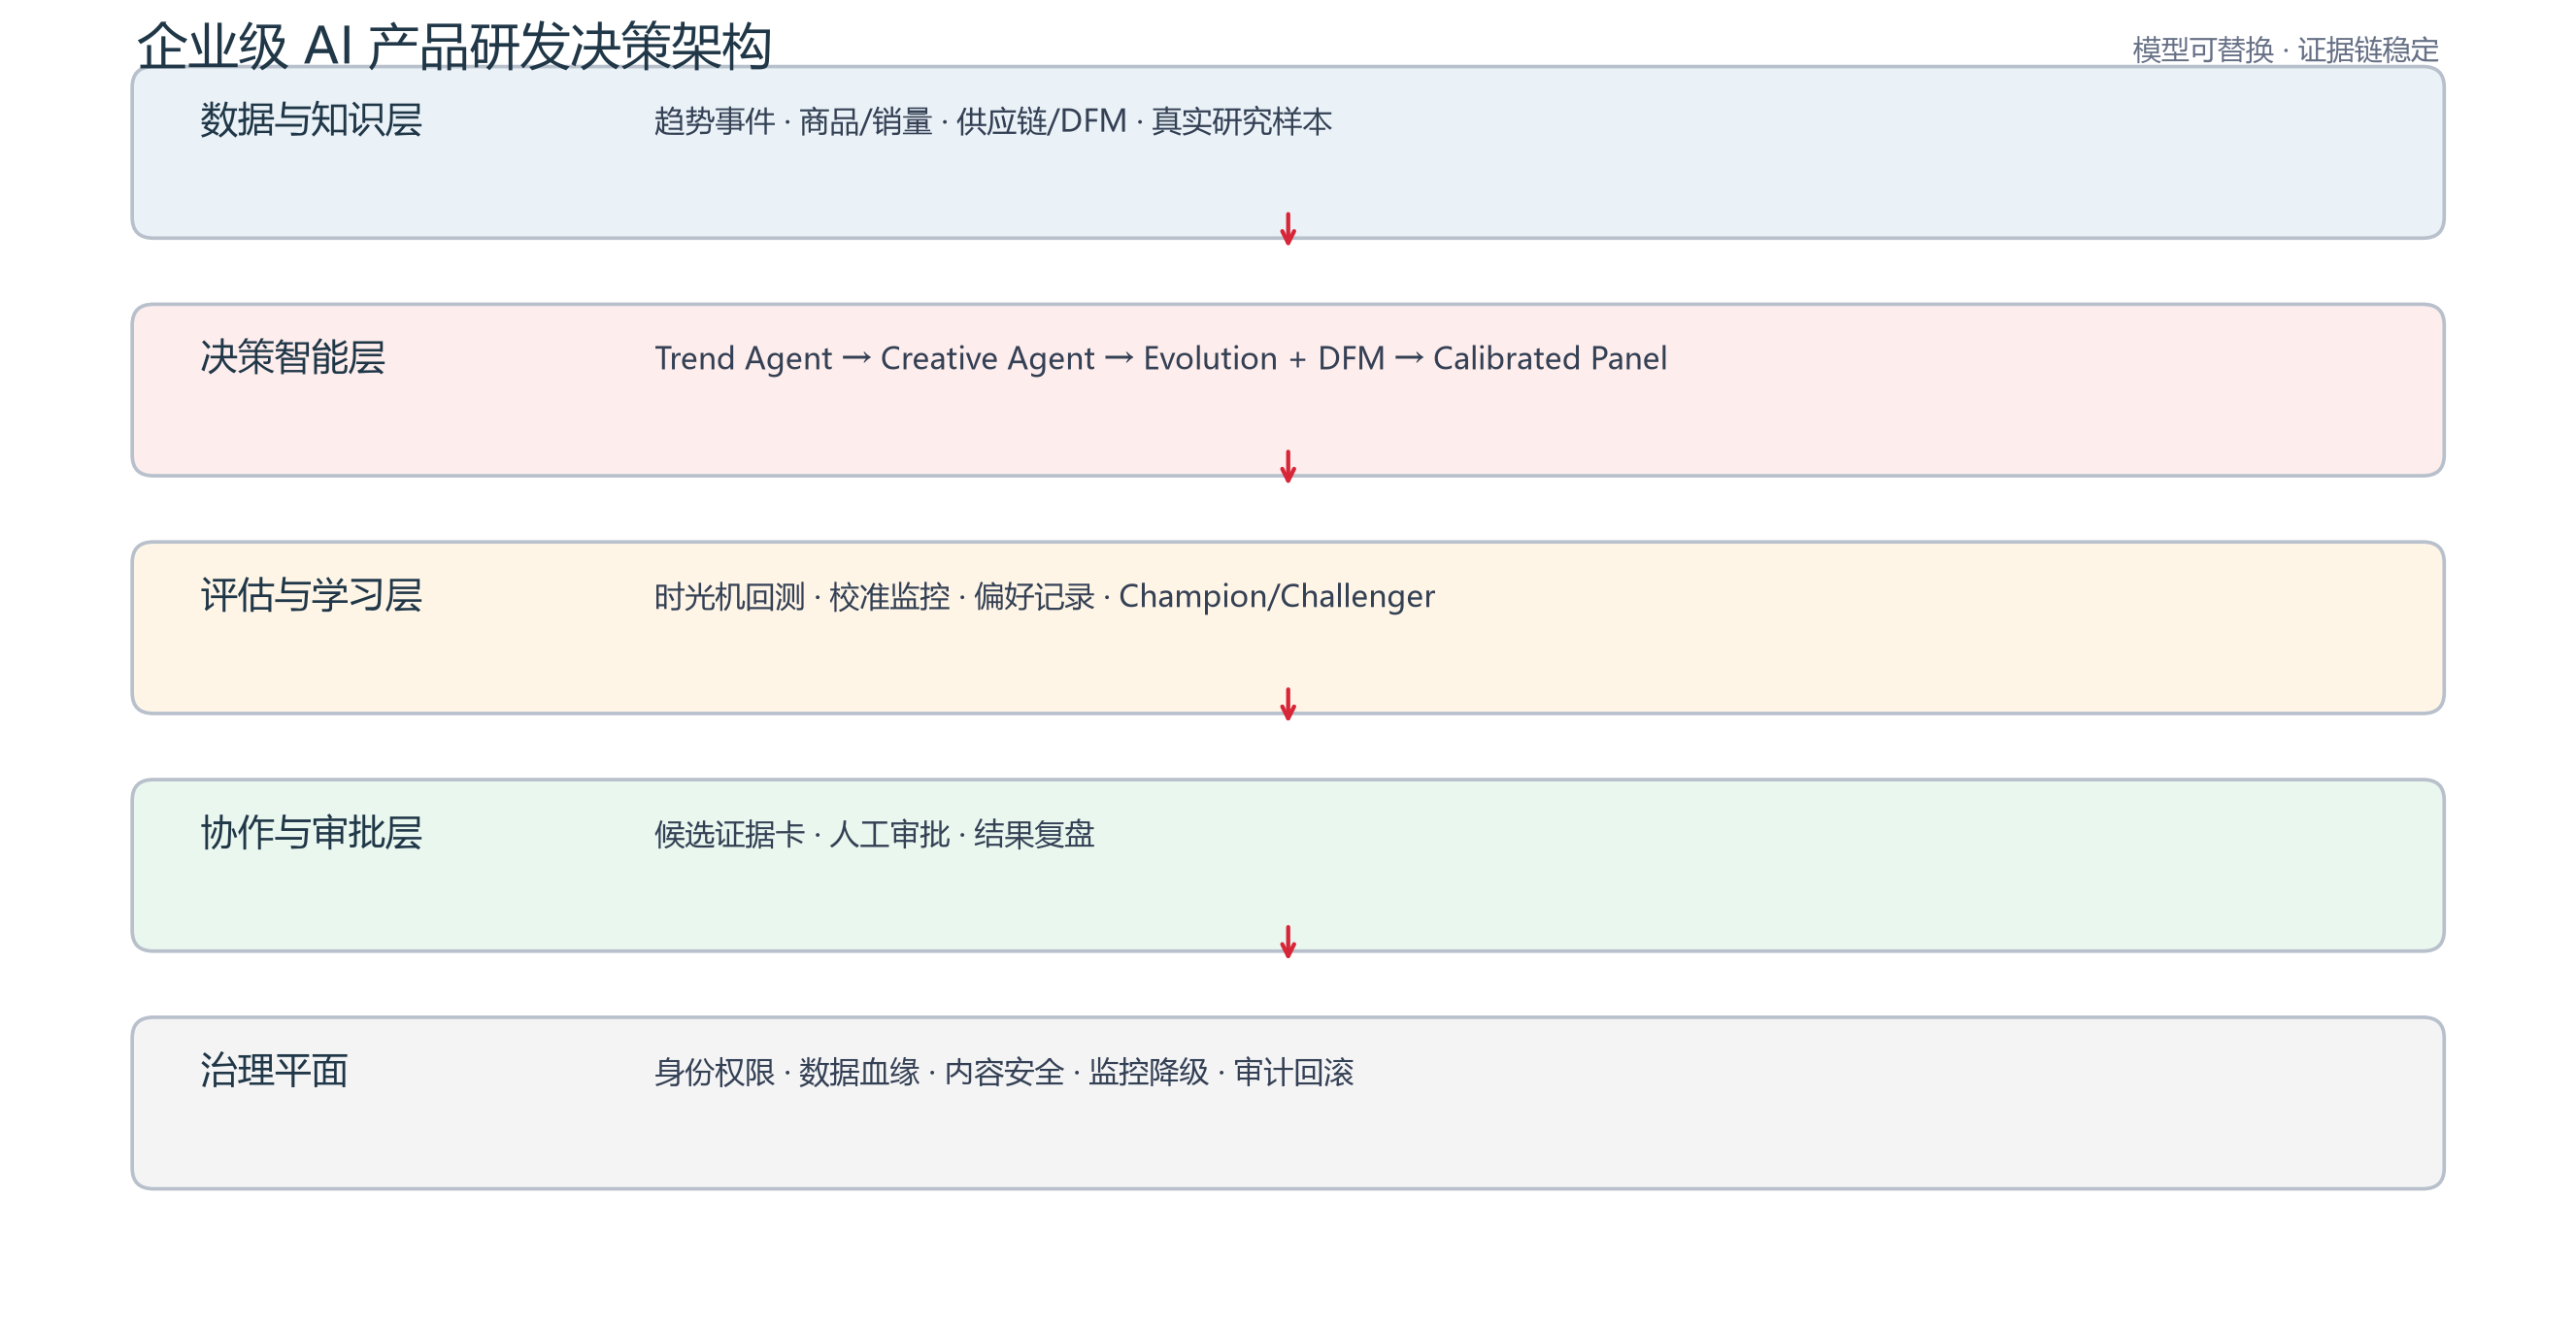 企业级 AI 产品研发决策架构
模型可替换 · 证据链稳定
数据与知识层
趋势事件 · 商品/销量 · 供应链/DFM · 真实研究样本
决策智能层
Trend Agent → Creative Agent → Evolution + DFM → Calibrated Panel
评估与学习层
时光机回测 · 校准监控 · 偏好记录 · Champion/Challenger
协作与审批层
候选证据卡 · 人工审批 · 结果复盘
治理平面
身份权限 · 数据血缘 · 内容安全 · 监控降级 · 审计回滚